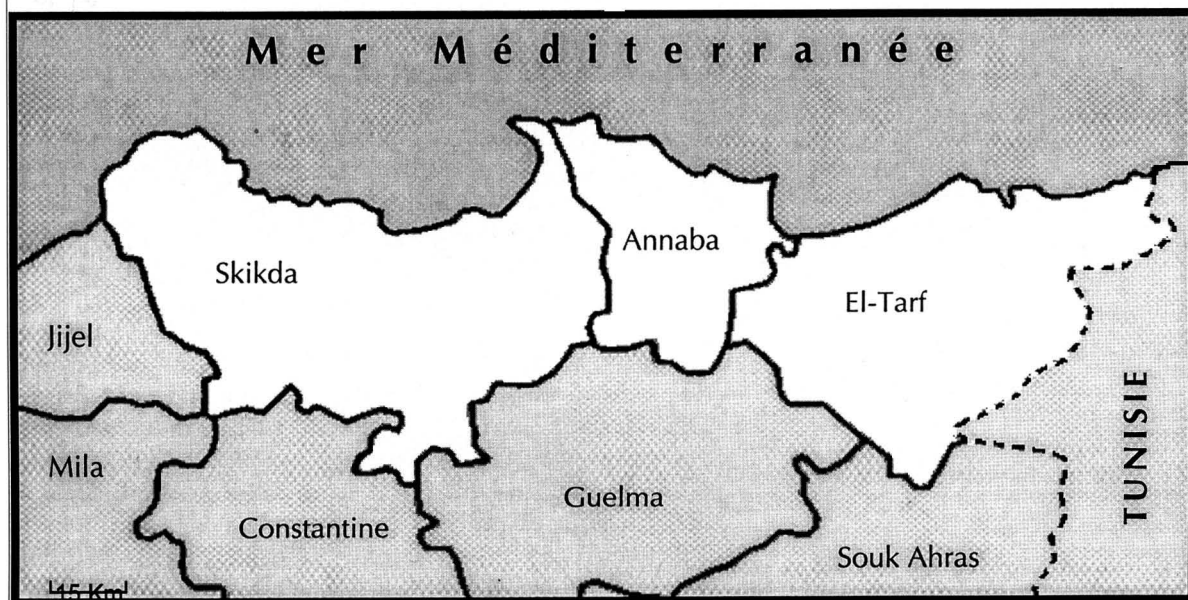 Mer Méditerranée
Annaba
Skikda
El-Tarf
Jijel
TUNISIE
Mila
Guelma
Constantine
Souk Ahras
15 Km